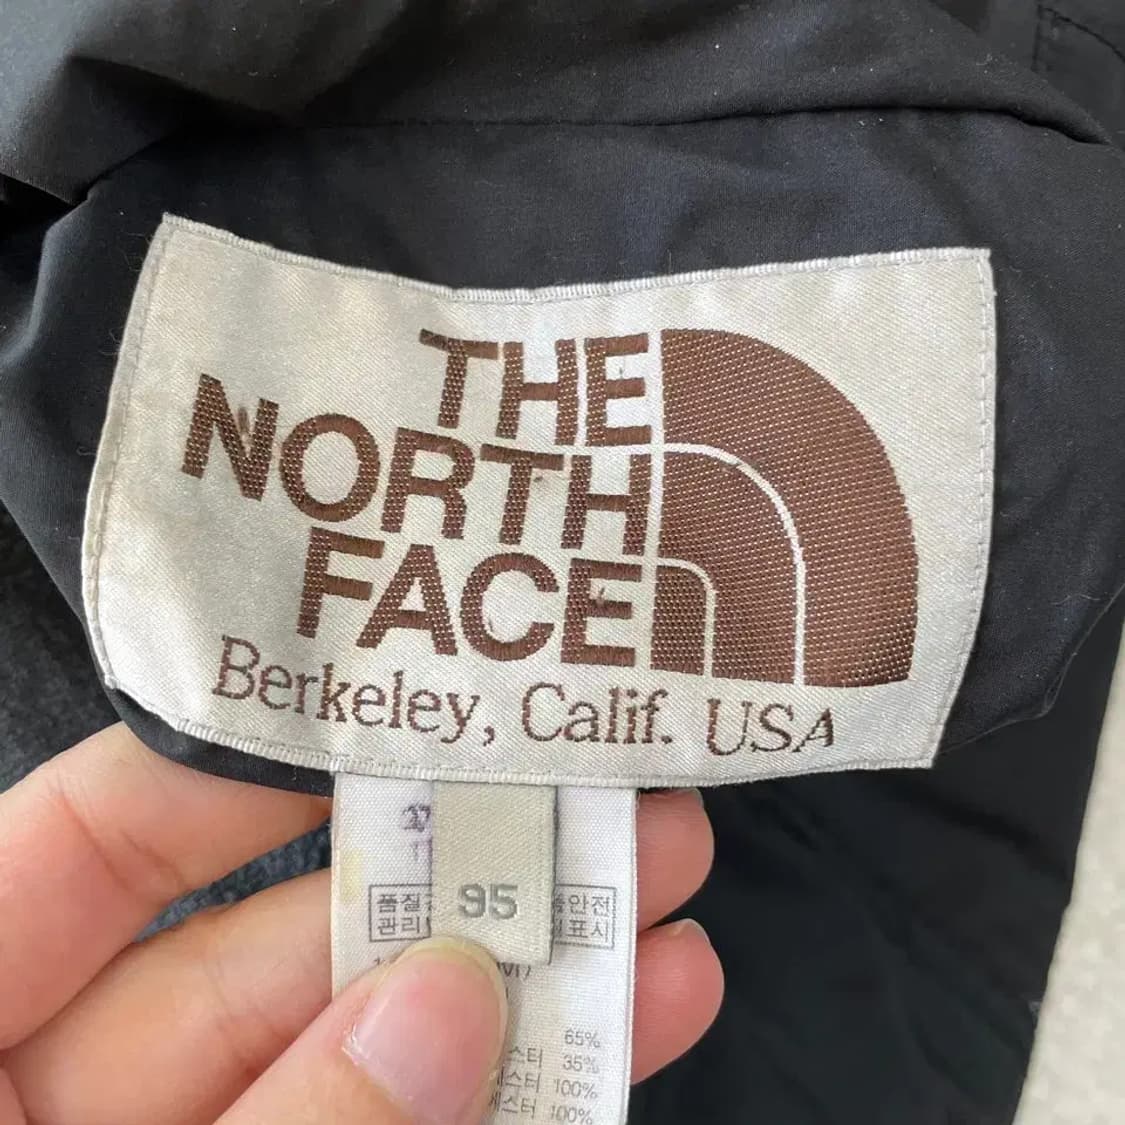 THE
NORTH
FACE
Berkeley, Calif. USA
95
품질
안전
관리
표시
65%
스터 35%
스터 100%
스터 100%